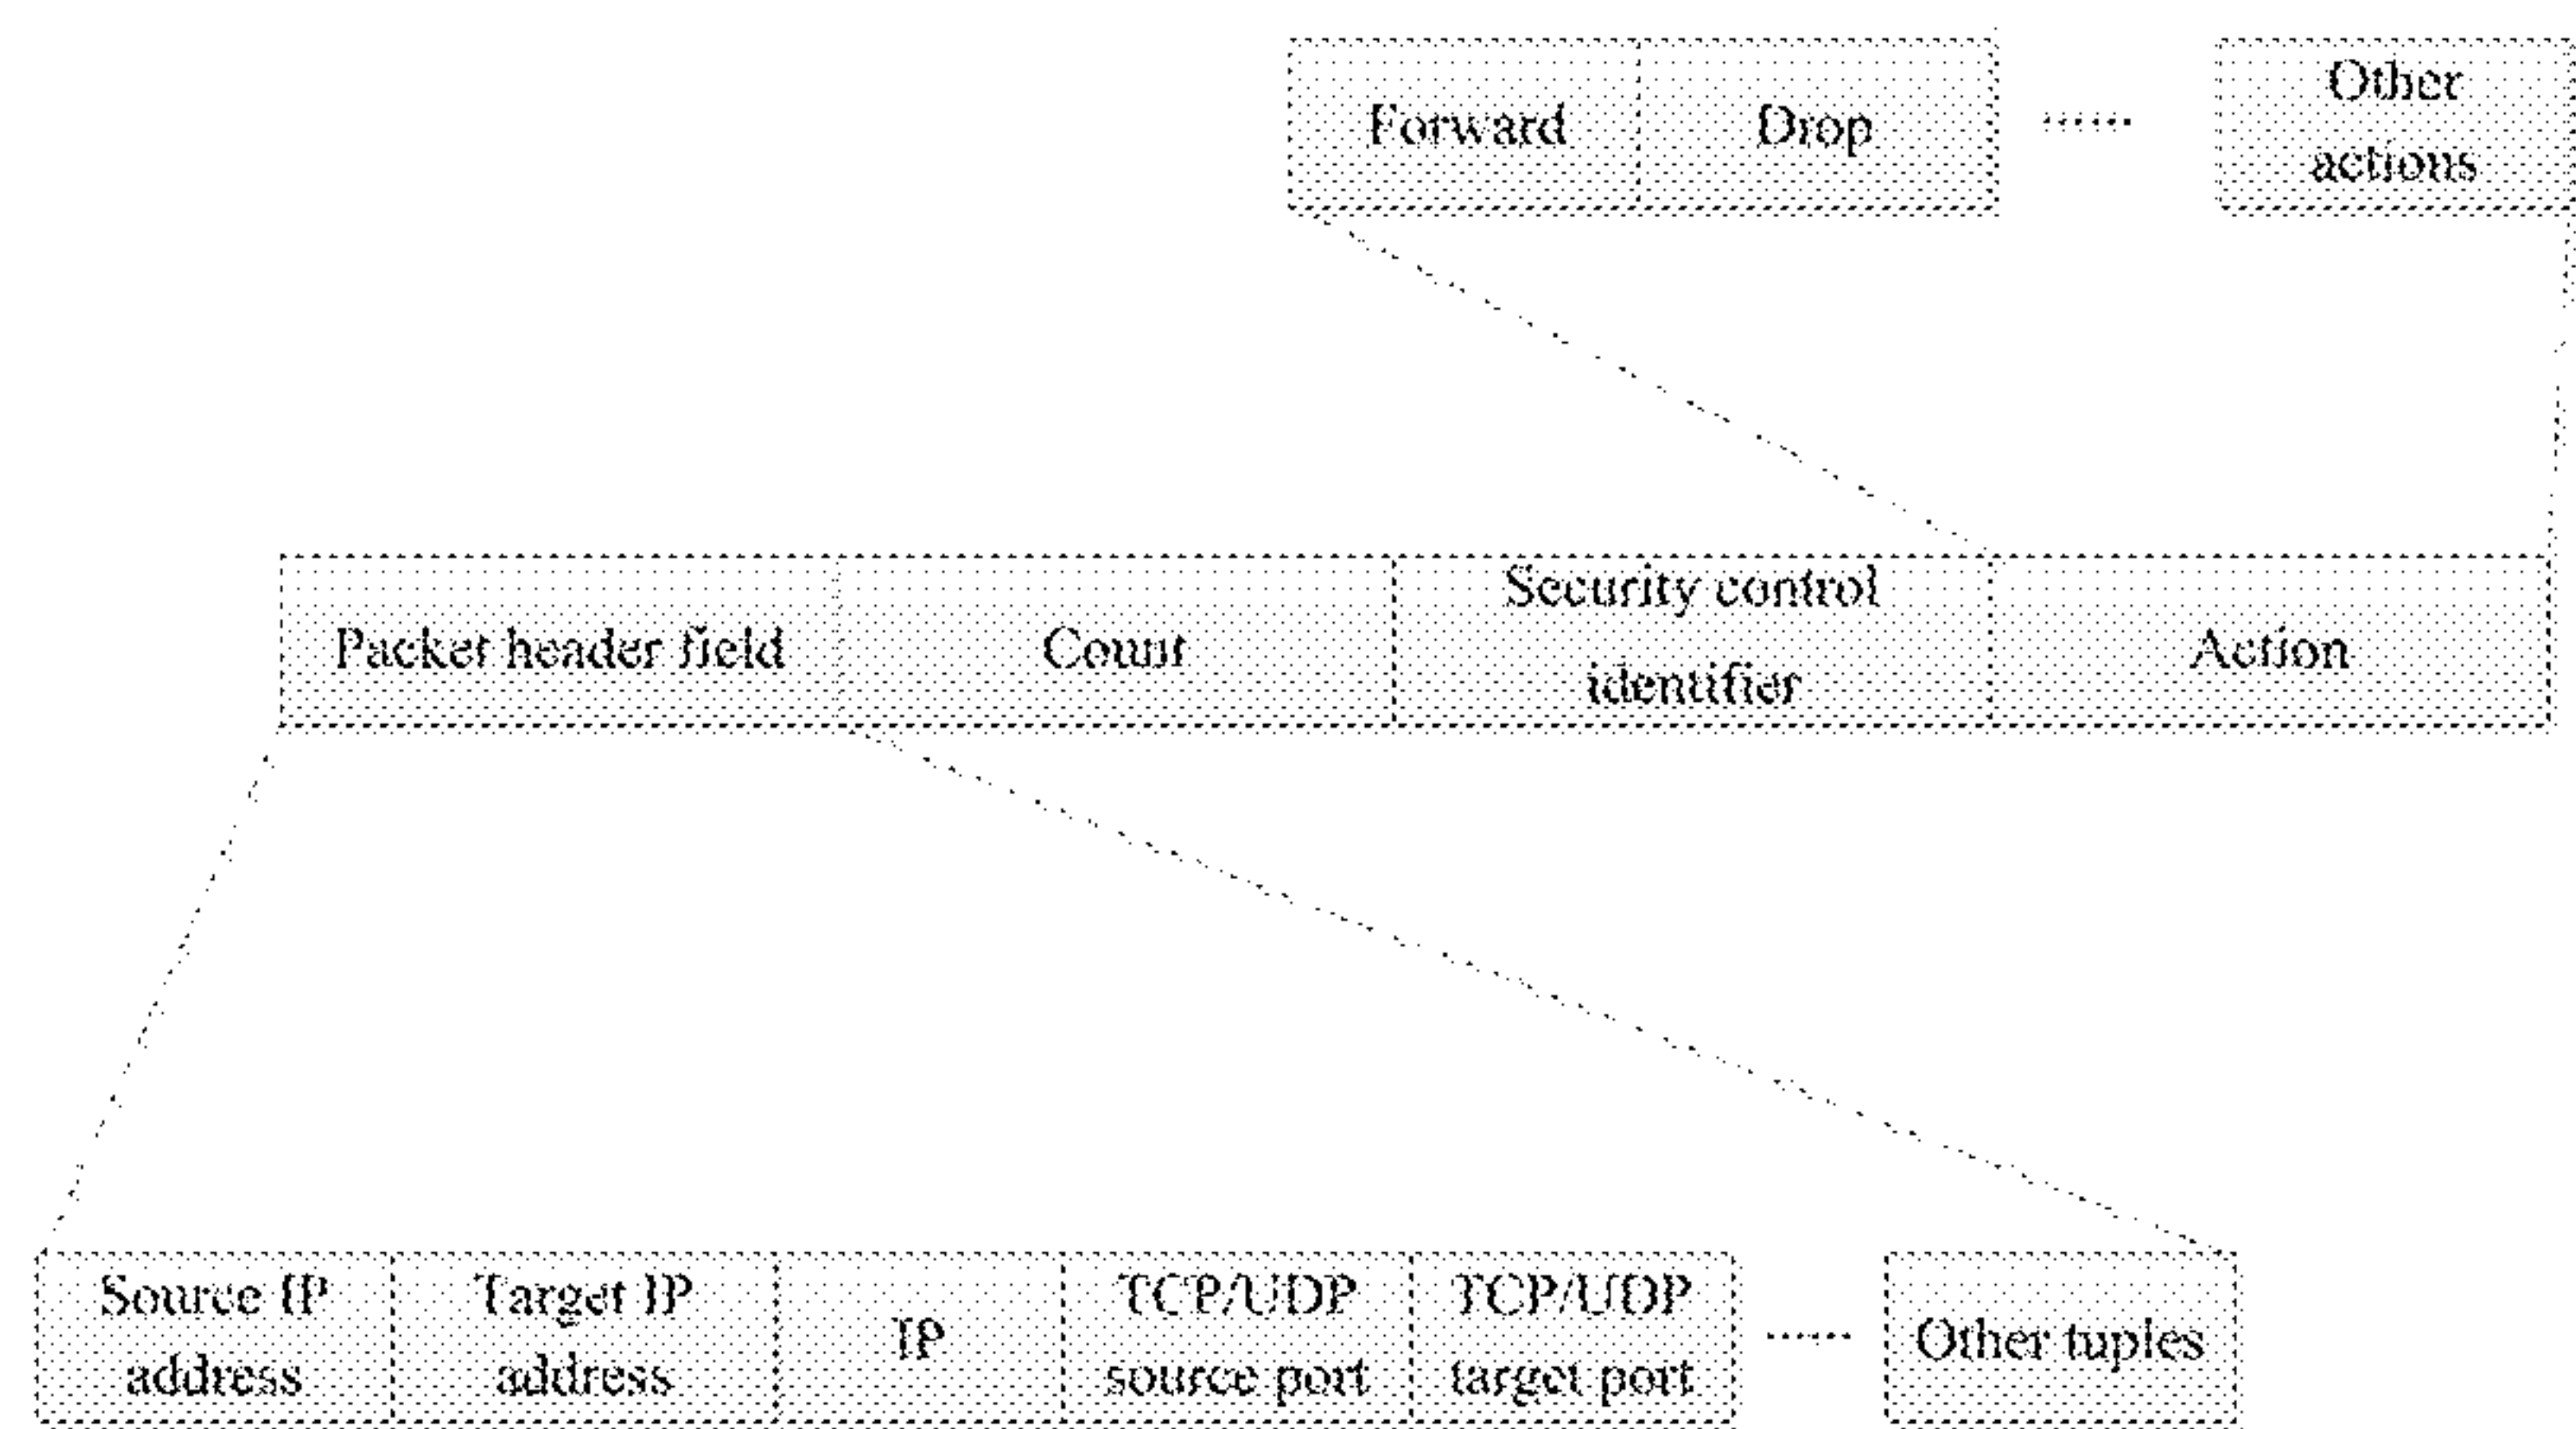 Forward Drop ...... Other
actions
Packet header field Count Security control
identifier Action
Source IP
address
Target IP
address
IP
TCP/UDP
source port
TCP/UDP
target port
......
Other tuples